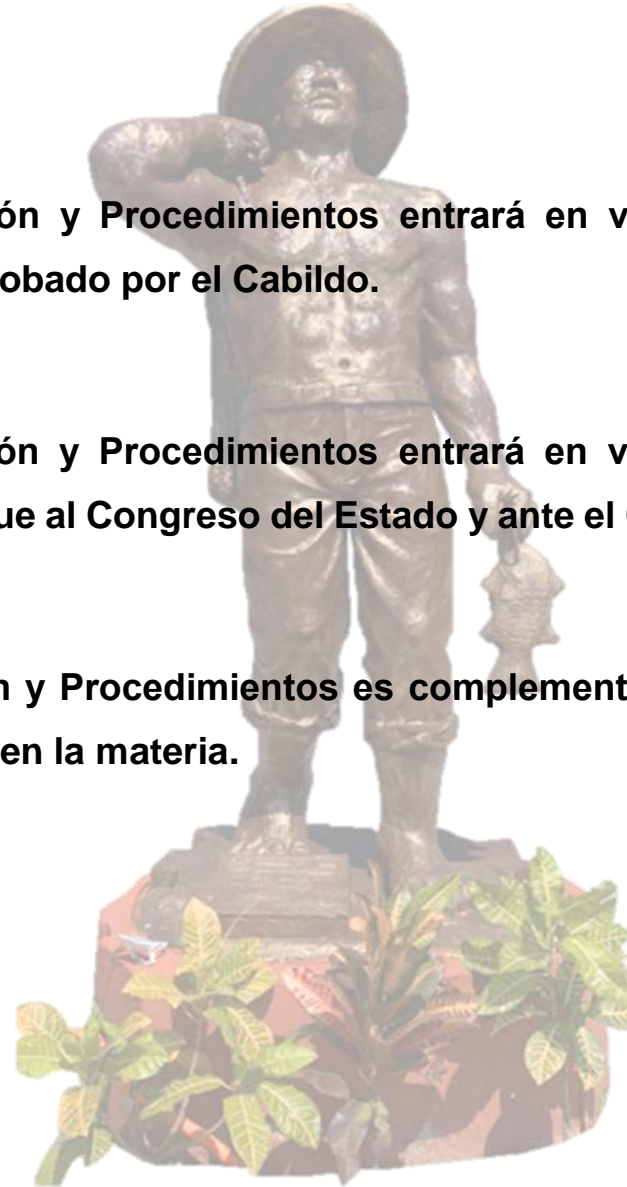 ón y Procedimientos entrará en v
obado por el Cabildo.
ón y Procedimientos entrará en v
ue al Congreso del Estado y ante el
n y Procedimientos es complement
en la materia.